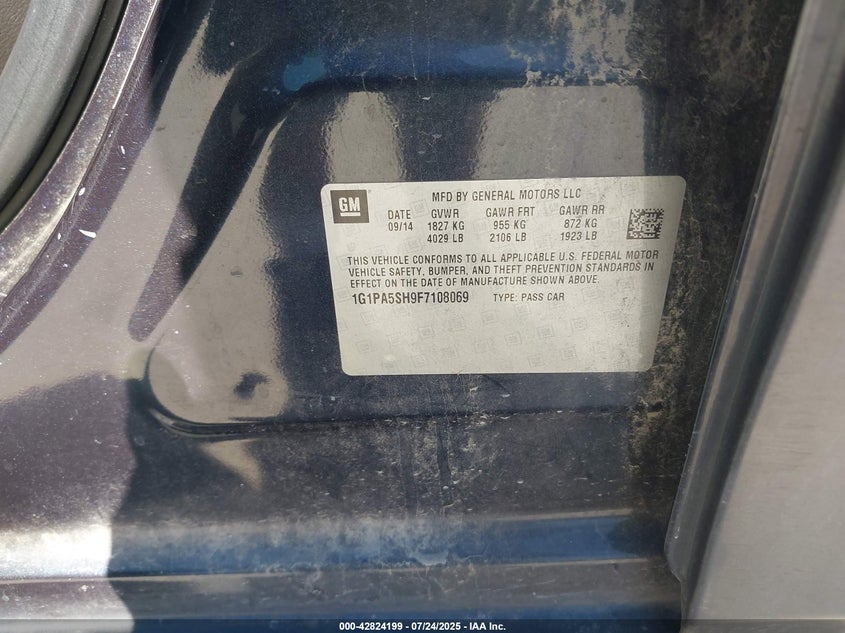 GM
MFD BY GENERAL MOTORS LLC
DATE GVWR GAWR FRT GAWR RR
09/14 1827 KG 955 KG 872 KG
4029 LB 2106 LB 1923 LB
THIS VEHICLE CONFORMS TO ALL APPLICABLE U.S. FEDERAL MOTOR
VEHICLE SAFETY, BUMPER, AND THEFT PREVENTION STANDARDS IN
EFFECT ON THE DATE OF MANUFACTURE SHOWN ABOVE.
1G1PA5SH9F7108069 TYPE: PASS CAR
000-42824199 - 07/24/2025 - IAA Inc.